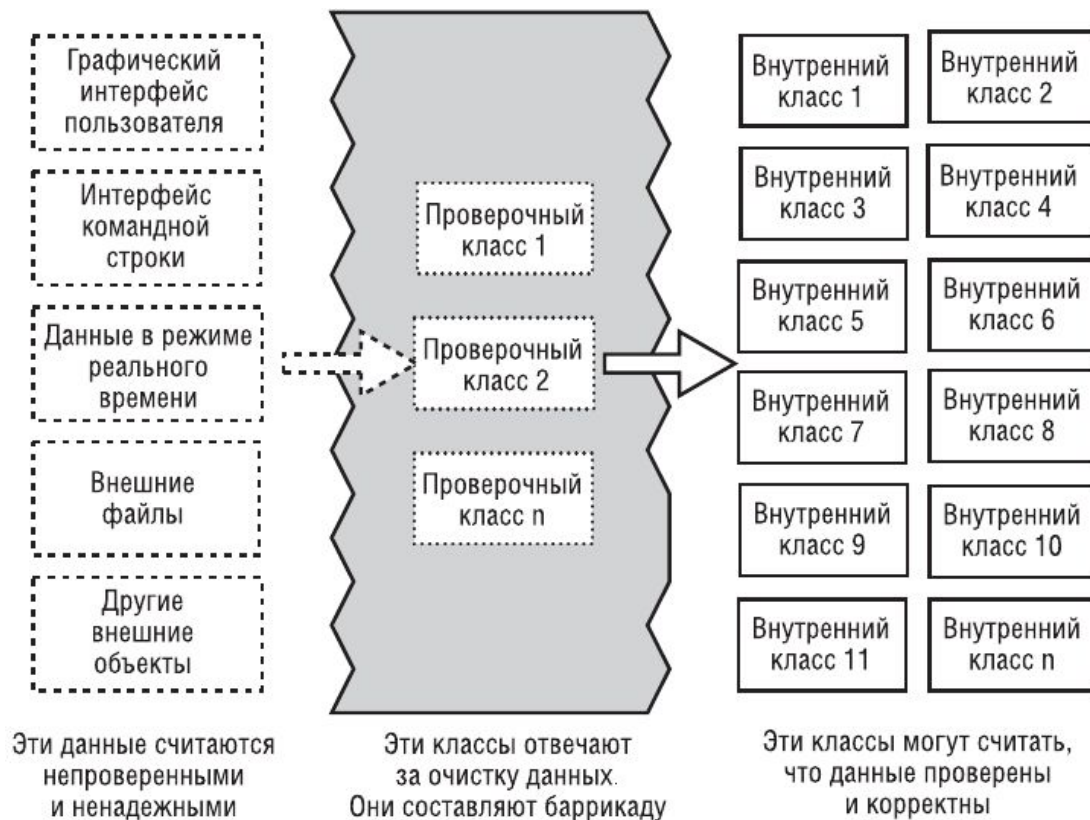 Графический
интерфейс
пользователя
Интерфейс
командной
строки
Данные в режиме
реального
времени
Внешние
файлы
Другие
внешние
объекты
Эти данные считаются
непроверенными
и ненадежными
Проверочный
класс 1
Проверочный
класс 2
Проверочный
класс n
Эти классы отвечают
за очистку данных.
Они составляют баррикаду
Внутренний
класс 1
Внутренний
класс 2
Внутренний
класс 3
Внутренний
класс 4
Внутренний
класс 5
Внутренний
класс 6
Внутренний
класс 7
Внутренний
класс 8
Внутренний
класс 9
Внутренний
класс 10
Внутренний
класс 11
Внутренний
класс n
Эти классы могут считать,
что данные проверены
и корректны